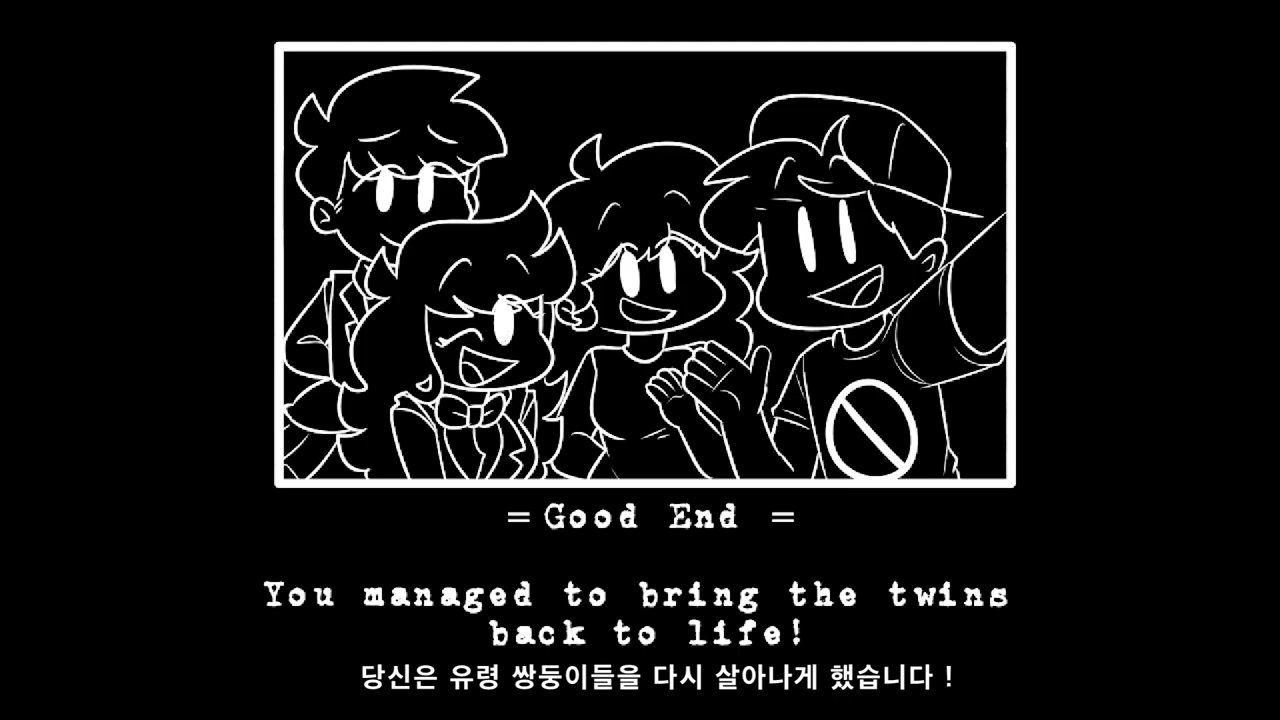 = Good End =
You managed to bring the twins
back to life!
당신은 유령 쌍둥이들을 다시 살아나게 했습니다 !